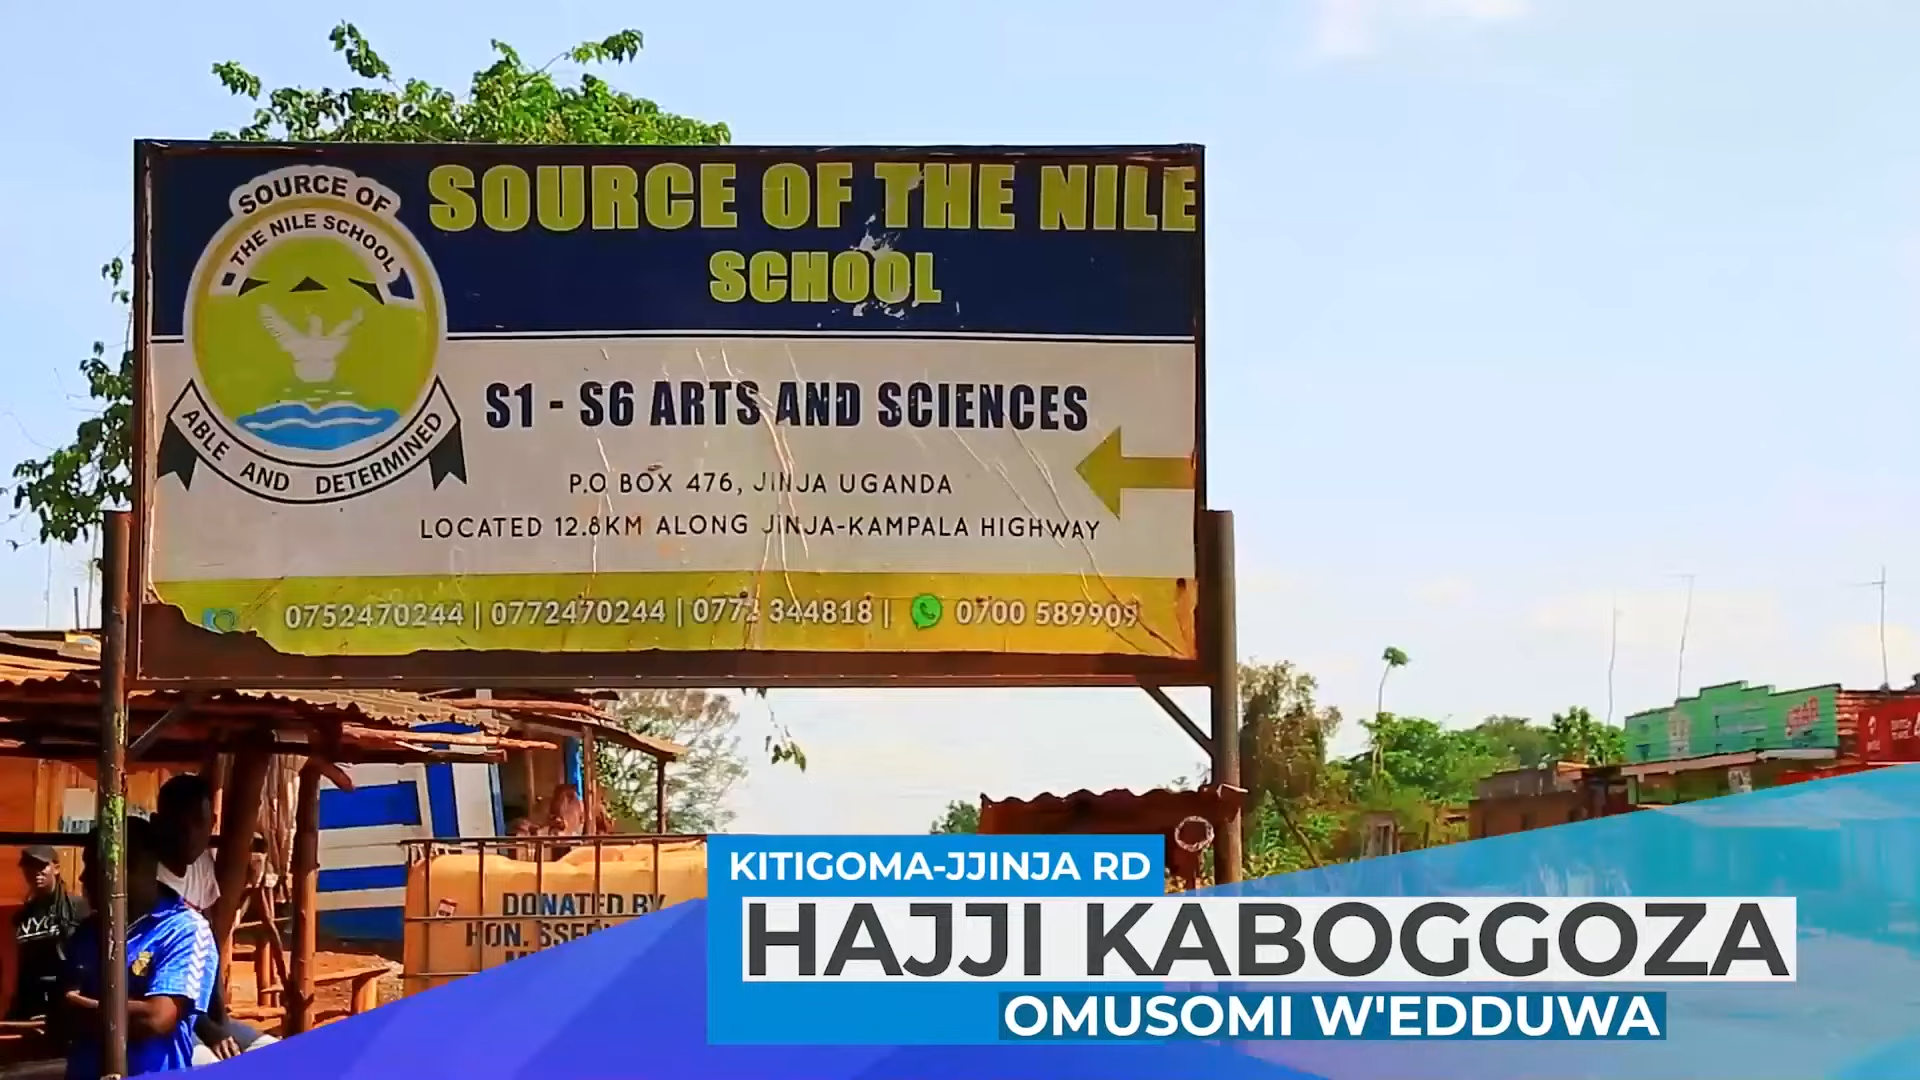 SOURCE OF
THE NILE SCHOOL
ABLE AND DETERMINED
SOURCE OF THE NILE
SCHOOL
S1 - S6 ARTS AND SCIENCES
P.O BOX 476, JINJA UGANDA
LOCATED 12.8KM ALONG JINJA-KAMPALA HIGHWAY
0752470244 | 0772470244 | 0772 344818 | 0700 589909
DONATED BY
HON.
KITIGOMA-JJINJA RD
HAJJI KABOGGOZA
OMUSOMI W'EDDUWA